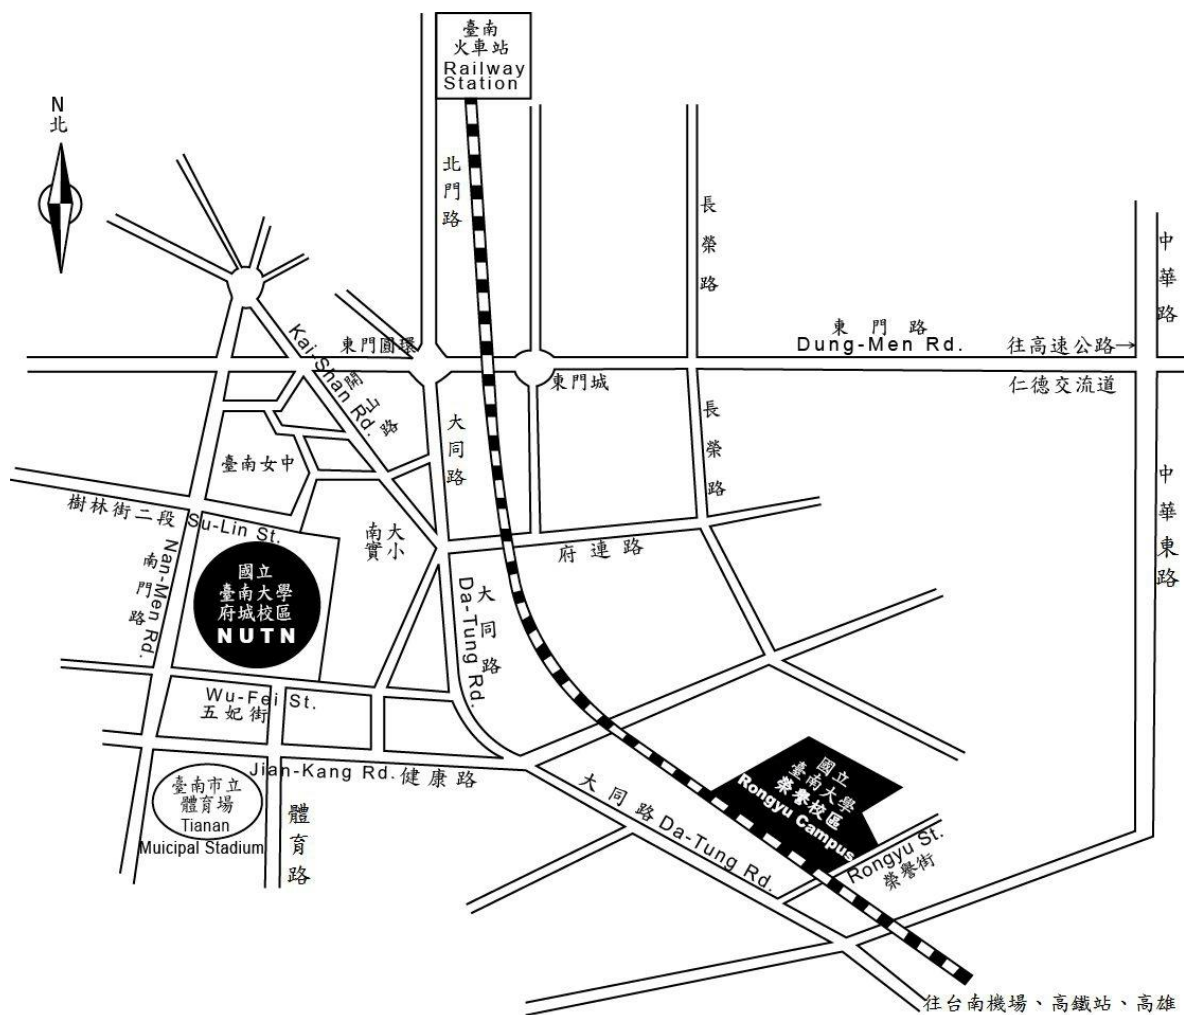 臺南
火車站
Railway
Station
N
北
北門路
長榮路
中華路
東門路
Dung-Men Rd.
往高速公路→
仁德交流道
東門圓環
東門城
Kai-Shan Rd.
開山路
大同路
長榮路
中華東路
臺南女中
樹林街二段 Su-Lin St.
南大
實小
府連路
南門路
Nan-Men Rd.
國立
臺南大學
府城校區
NUTN
大同路
Da-Tung Rd.
Wu-Fei St.
五妃街
Jian-Kang Rd. 健康路
臺南市立
體育場
Tianan
Muicipal Stadium
體育路
國立
臺南大學
榮譽校區
Rongyu Campus
大同路 Da-Tung Rd.
Rongyu St.
榮譽街
往台南機場、高鐵站、高雄